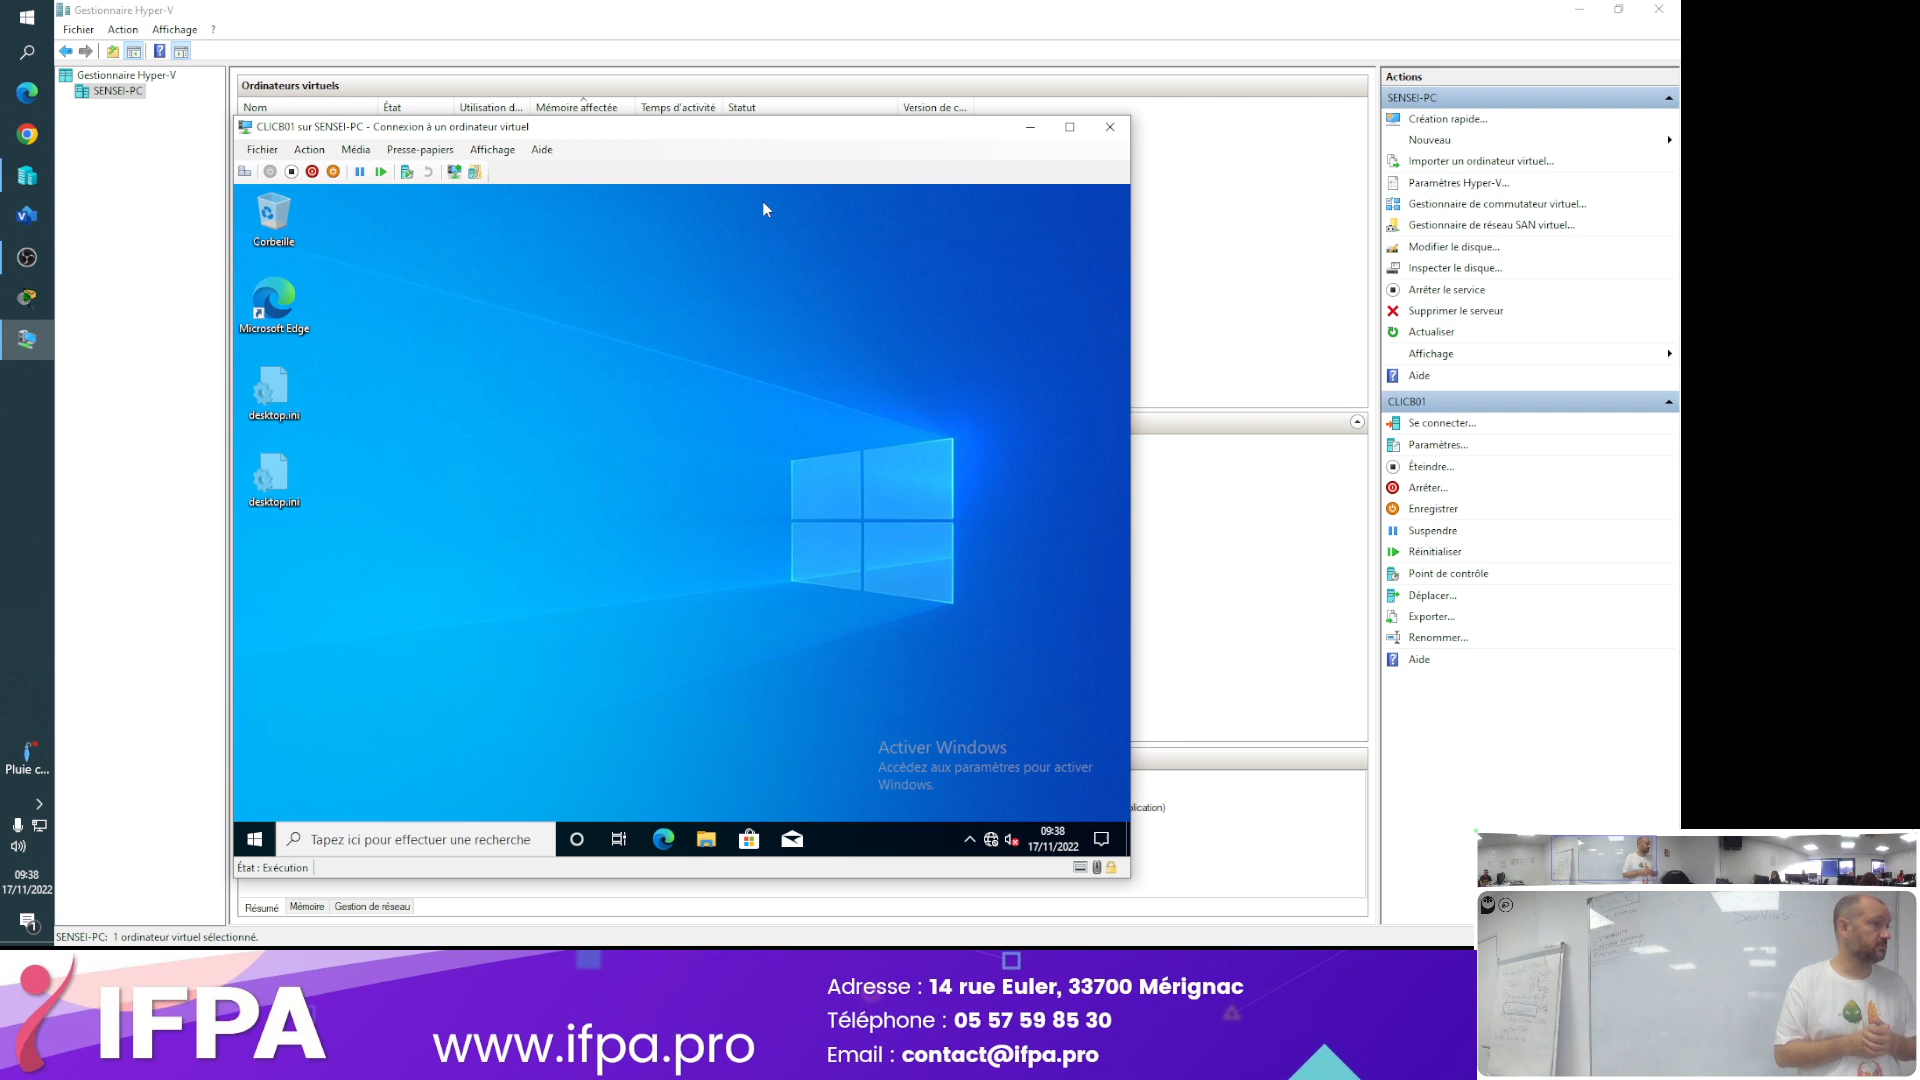 Gestionnaire Hyper-V
Fichier Action Affichage ?
Gestionnaire Hyper-V
SENSEI-PC
Ordinateurs virtuels
Nom État Utilisation d... Mémoire affectée Temps d'activité Statut Version de c...
CLICB01 sur SENSEI-PC - Connexion à un ordinateur virtuel
Fichier Action Média Presse-papiers Affichage Aide
Corbeille
Microsoft Edge
desktop.ini
desktop.ini
Activer Windows
Accédez aux paramètres pour activer
Windows.
Tapez ici pour effectuer une recherche
09:38
17/11/2022
État : Exécution
plication)
Résumé Mémoire Gestion de réseau
SENSEI-PC: 1 ordinateur virtuel sélectionné.
Actions
SENSEI-PC
Création rapide...
Nouveau
Importer un ordinateur virtuel...
Paramètres Hyper-V...
Gestionnaire de commutateur virtuel...
Gestionnaire de réseau SAN virtuel...
Modifier le disque...
Inspecter le disque...
Arrêter le service
Supprimer le serveur
Actualiser
Affichage
Aide
CLICB01
Se connecter...
Paramètres...
Éteindre...
Arrêter...
Enregistrer
Suspendre
Réinitialiser
Point de contrôle
Déplacer...
Exporter...
Renommer...
Aide
Pluie c...
09:38
17/11/2022
1
Services
IFPA
www.ifpa.pro
Adresse : 14 rue Euler, 33700 Mérignac
Téléphone : 05 57 59 85 30
Email : contact@ifpa.pro